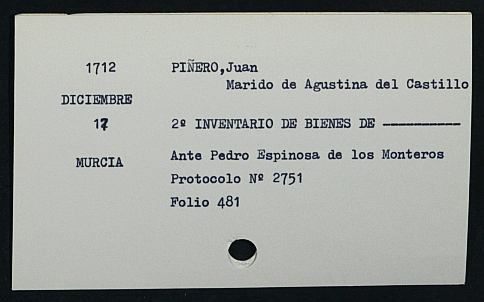 1712
PIÑERO,Juan
Marido de Agustina del Castillo
DICIEMBRE
17
2º INVENTARIO DE BIENES DE ----------
MURCIA
Ante Pedro Espinosa de los Monteros
Protocolo Nº 2751
Folio 481